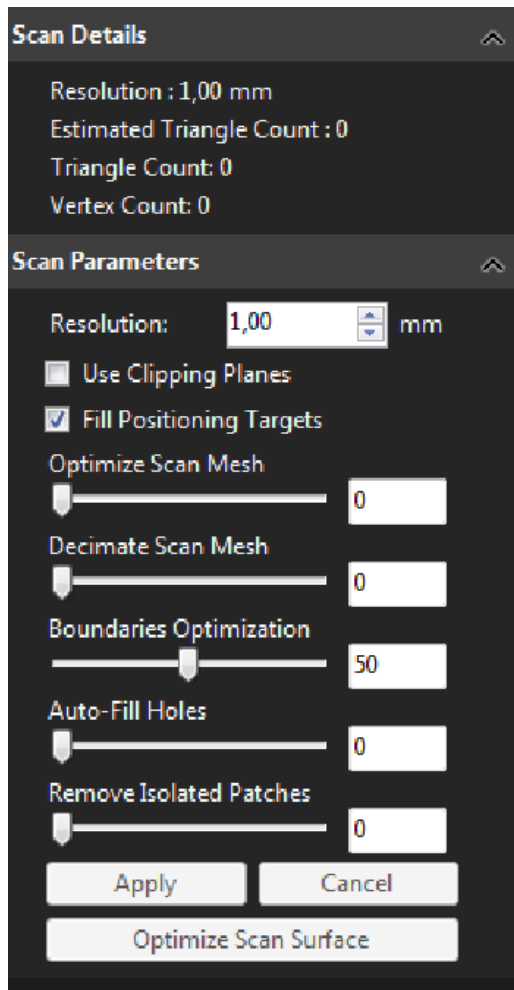 Scan Details
Resolution : 1,00 mm
Estimated Triangle Count : 0
Triangle Count: 0
Vertex Count: 0
Scan Parameters
Resolution: 1,00 mm
Use Clipping Planes
Fill Positioning Targets
Optimize Scan Mesh
0
Decimate Scan Mesh
0
Boundaries Optimization
50
Auto-Fill Holes
0
Remove Isolated Patches
0
Apply Cancel
Optimize Scan Surface